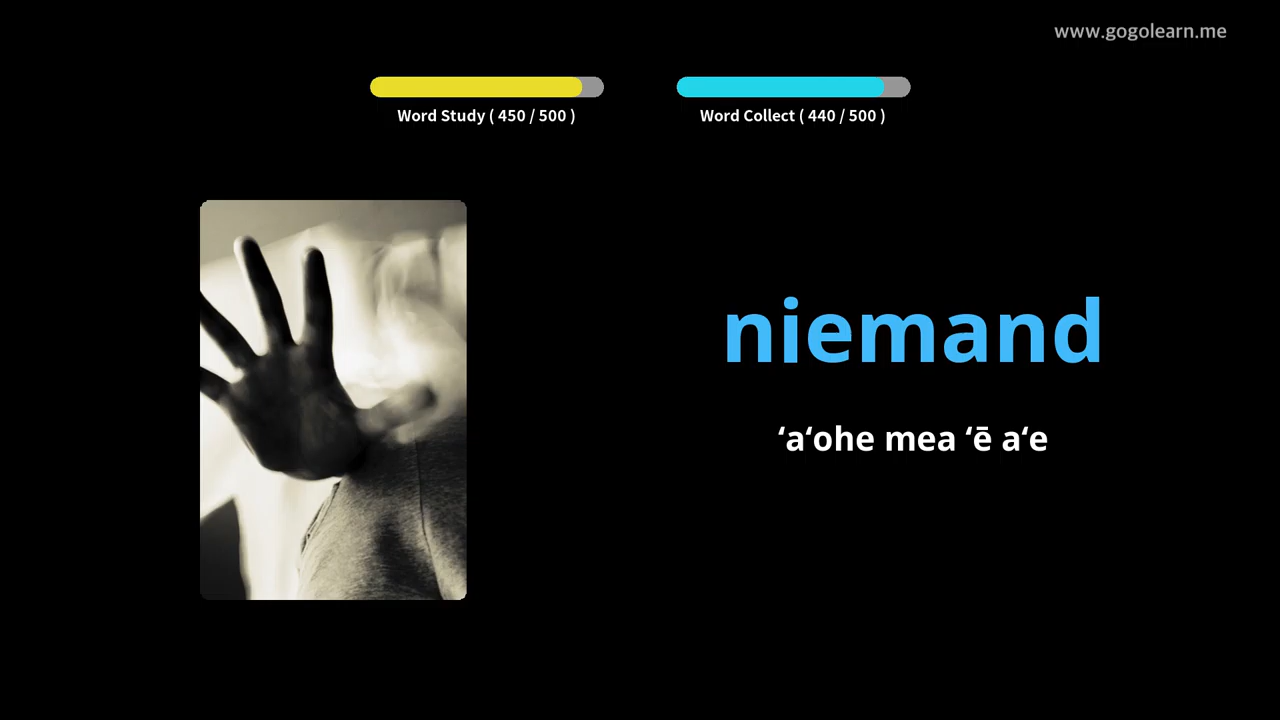 www.gogolearn.me
Word Study ( 450 / 500 )
Word Collect ( 440 / 500 )
niemand
ʻaʻohe mea ʻē aʻe